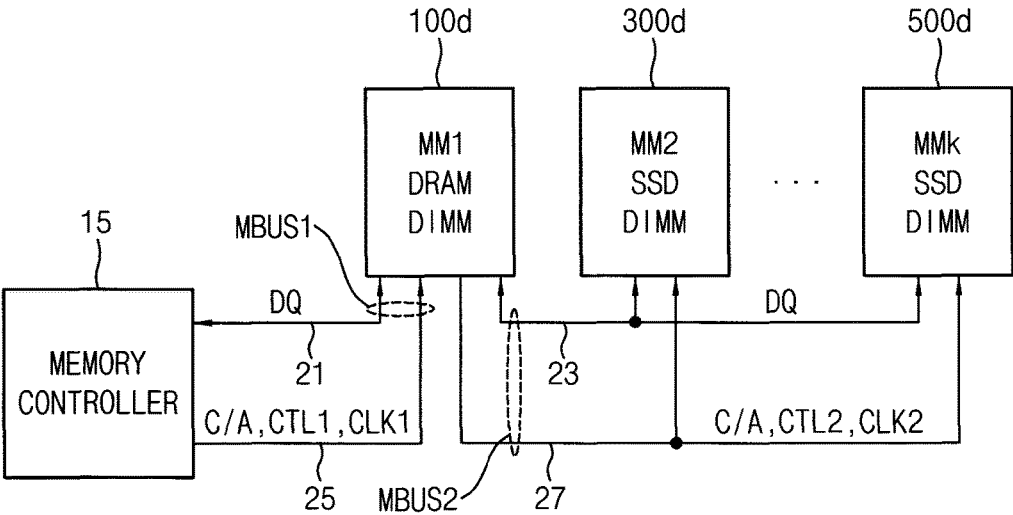 100d
300d
500d
MM1
DRAM
DIMM
MM2
SSD
DIMM
. . .
MMk
SSD
DIMM
15
MBUS1
MEMORY
CONTROLLER
DQ
21
C/A,CTL1,CLK1
25
DQ
23
C/A,CTL2,CLK2
27
MBUS2